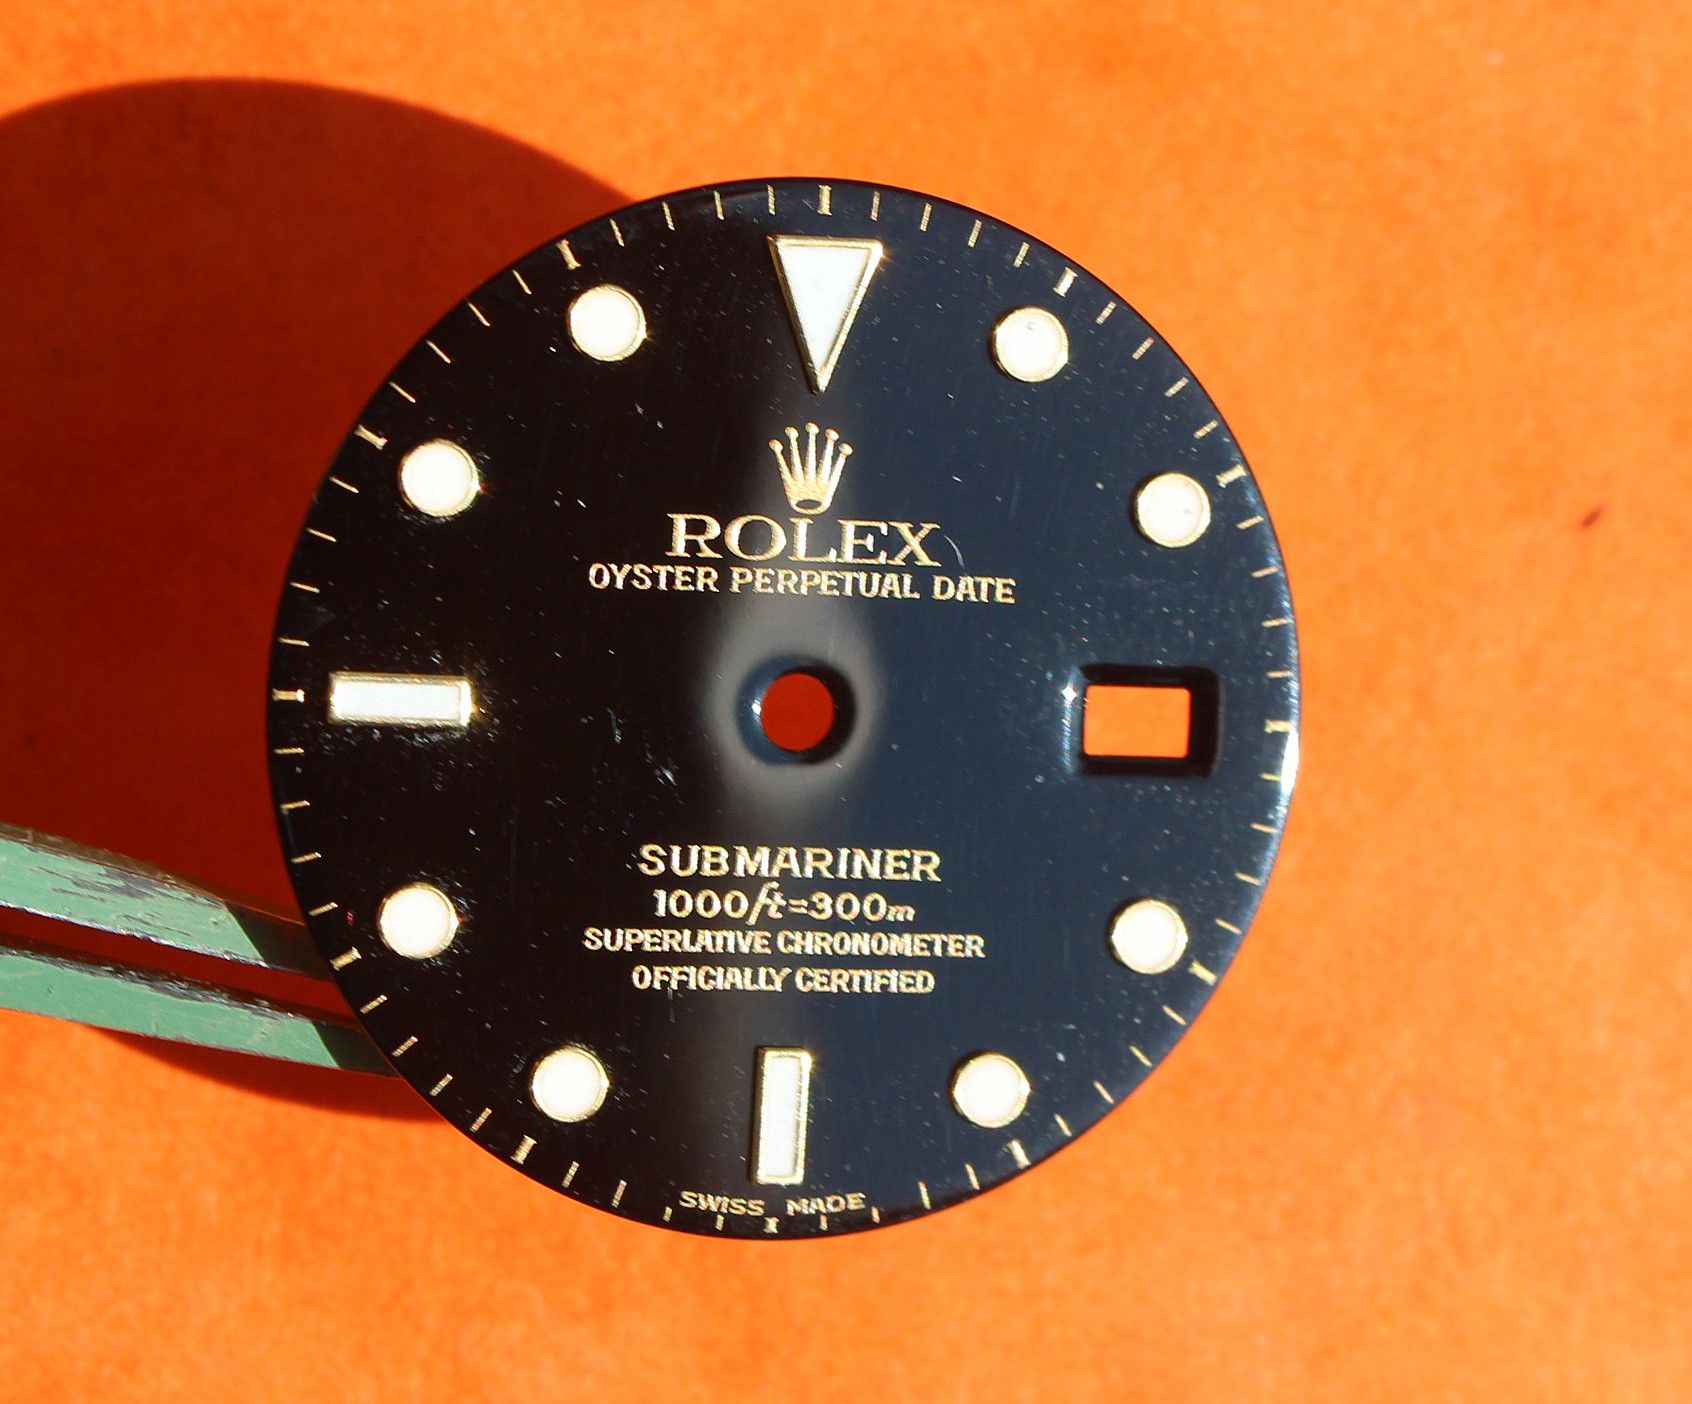 ROLEX
OYSTER PERPETUAL DATE
SUBMARINER
1000ft=300m
SUPERLATIVE CHRONOMETER
OFFICIALLY CERTIFIED
SWISS MADE